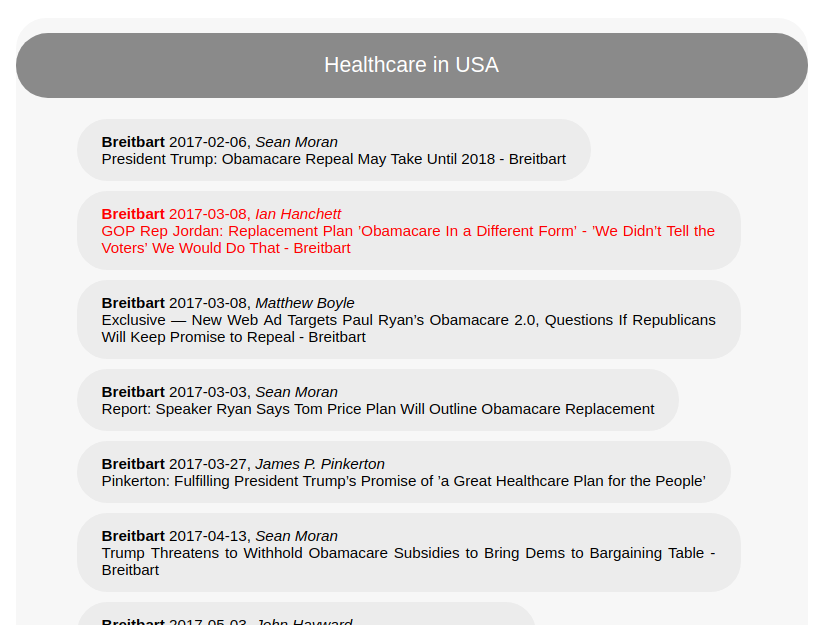 Healthcare in USA
Breitbart 2017-02-06, Sean Moran
President Trump: Obamacare Repeal May Take Until 2018 - Breitbart
Breitbart 2017-03-08, Ian Hanchett
GOP Rep Jordan: Replacement Plan ’Obamacare In a Different Form’ - ’We Didn’t Tell the
Voters’ We Would Do That - Breitbart
Breitbart 2017-03-08, Matthew Boyle
Exclusive — New Web Ad Targets Paul Ryan’s Obamacare 2.0, Questions If Republicans
Will Keep Promise to Repeal - Breitbart
Breitbart 2017-03-03, Sean Moran
Report: Speaker Ryan Says Tom Price Plan Will Outline Obamacare Replacement
Breitbart 2017-03-27, James P. Pinkerton
Pinkerton: Fulfilling President Trump’s Promise of ’a Great Healthcare Plan for the People’
Breitbart 2017-04-13, Sean Moran
Trump Threatens to Withhold Obamacare Subsidies to Bring Dems to Bargaining Table -
Breitbart
Breitbart 2017-05-03, John Hayward